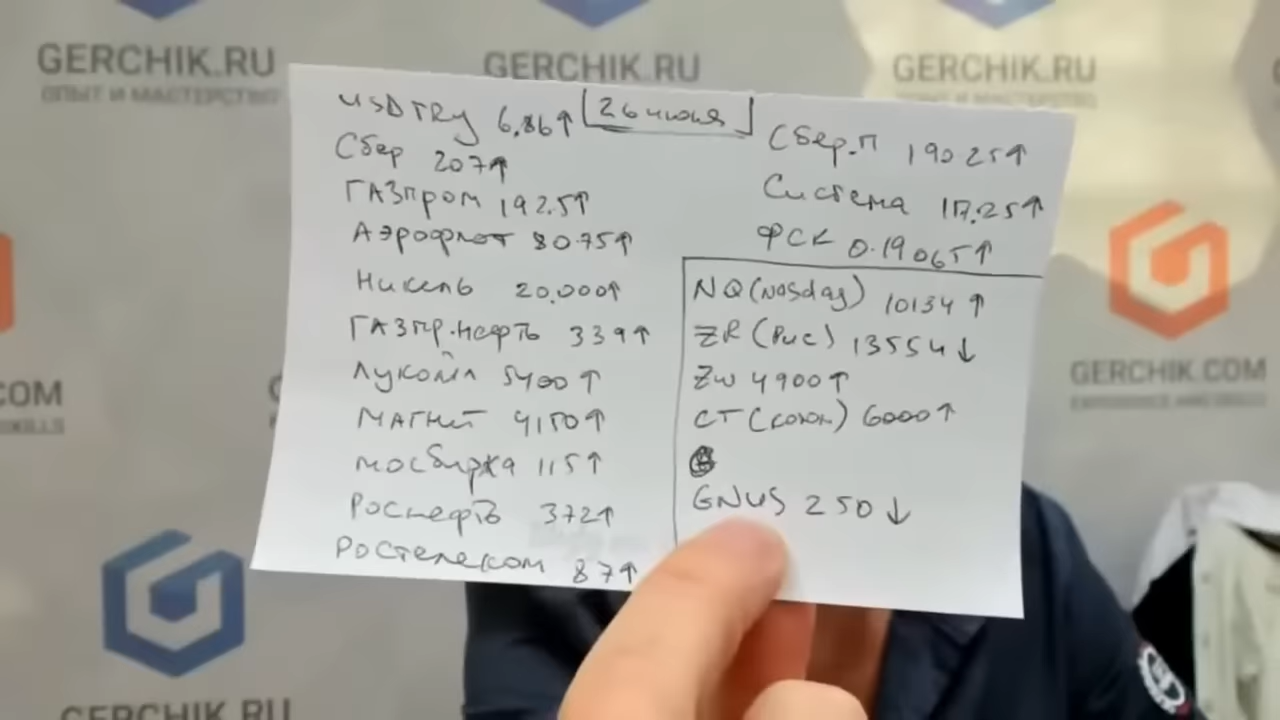 GERCHIK.RU
ОПЫТ И МАСТЕРСТВО
GERCHIK.RU
GERCHIK.RU
USDTRY 6.86↑
26 июня
Сбер 207↑
ГАЗПРОМ 192.5↑
Аэрофлот 80.75↑
Никель 20.000↑
ГАЗПР.Нефть 339↑
Лукойл 5400↑
МАГНИТ 4150↑
мосбиржа 115↑
Роснефть 372↑
Ростелеком 87↑
Сбер.П 190.25↑
Система 17.25↑
ФСК 0.19065↑
NQ (Nasdaq) 10134↑
ZR (Рис) 13554↓
ZW 4900↑
CT (хлопок) 6000↑
GNUS 250↓
.COM
SKILLS
GERCHIK.COM
GERCHIK.RU